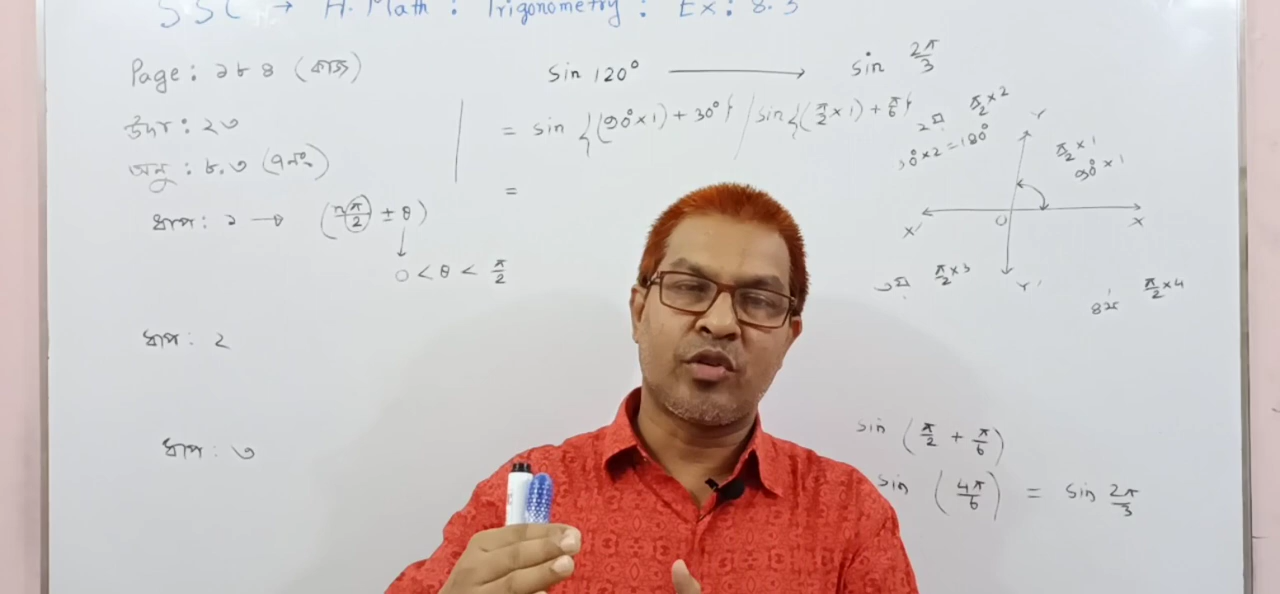 SSC → H. Math : Trigonometry : Ex : 8.3
Page : ১৮৪ (কাজ)
উদা : ২৩
অনু : ৮.৩ (৭ নং)
ধাপ : ১ → (nπ/2 ± θ)
0 < θ < π/2
ধাপ : ২
ধাপ : ৩
sin 120° → sin 2π/3
= sin {(90°×1) + 30°} / sin {(π/2 × 1) + π/6}
=
π/2 × 2
90°×2 = 180°
π/2 × 1
90°×1
Y
X' O X
Y'
π/2 × 3
π/2 × 4
sin (π/2 + π/6)
sin (4π/6) = sin 2π/3